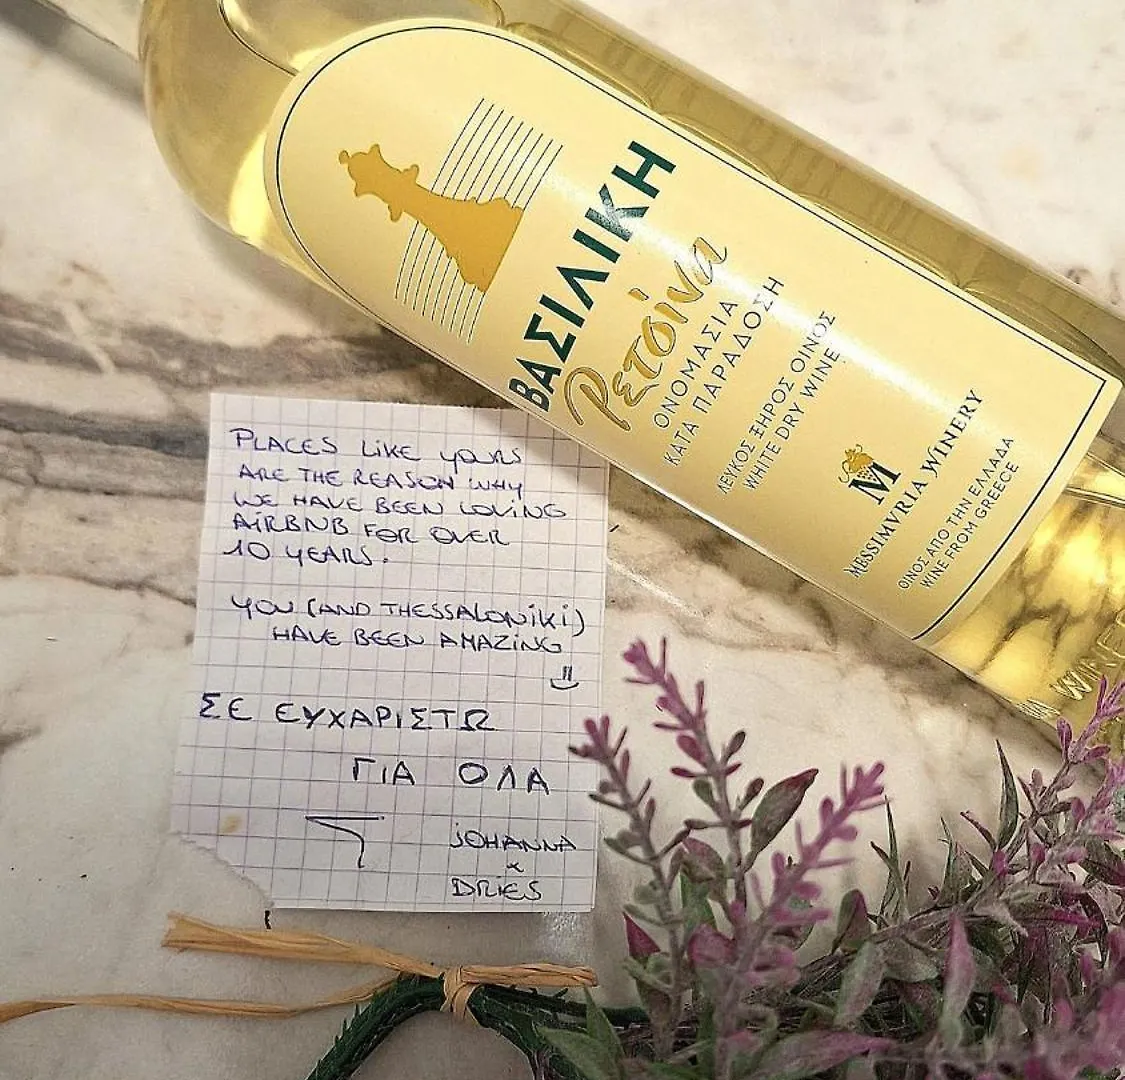 ΒΑΣΙΛΙΚΗ
Ρετσίνα
ΟΝΟΜΑΣΙΑ
ΚΑΤΑ ΠΑΡΑΔΟΣΗ
ΛΕΥΚΟΣ ΞΗΡΟΣ ΟΙΝΟΣ
WHITE DRY WINE
M
MESSIMVRIA WINERY
ΟΙΝΟΣ ΑΠΟ ΤΗΝ ΕΛΛΑΔΑ
WINE FROM GREECE
PLACES LIKE YOURS
ARE THE REASON WHY
WE HAVE BEEN LOVING
AIRBNB FOR OVER
10 YEARS.
YOU (AND THESSALONIKI)
HAVE BEEN AMAZING
ΣΕ ΕΥΧΑΡΙΣΤΩ
ΓΙΑ ΟΛΑ
JOHANNA
&
DRIES
WINER